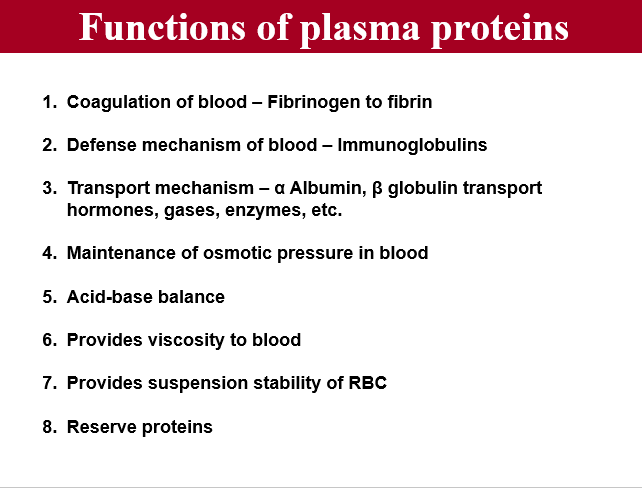 Functions of plasma proteins
1. Coagulation of blood – Fibrinogen to fibrin
2. Defense mechanism of blood – Immunoglobulins
3. Transport mechanism – α Albumin, β globulin transport
hormones, gases, enzymes, etc.
4. Maintenance of osmotic pressure in blood
5. Acid-base balance
6. Provides viscosity to blood
7. Provides suspension stability of RBC
8. Reserve proteins